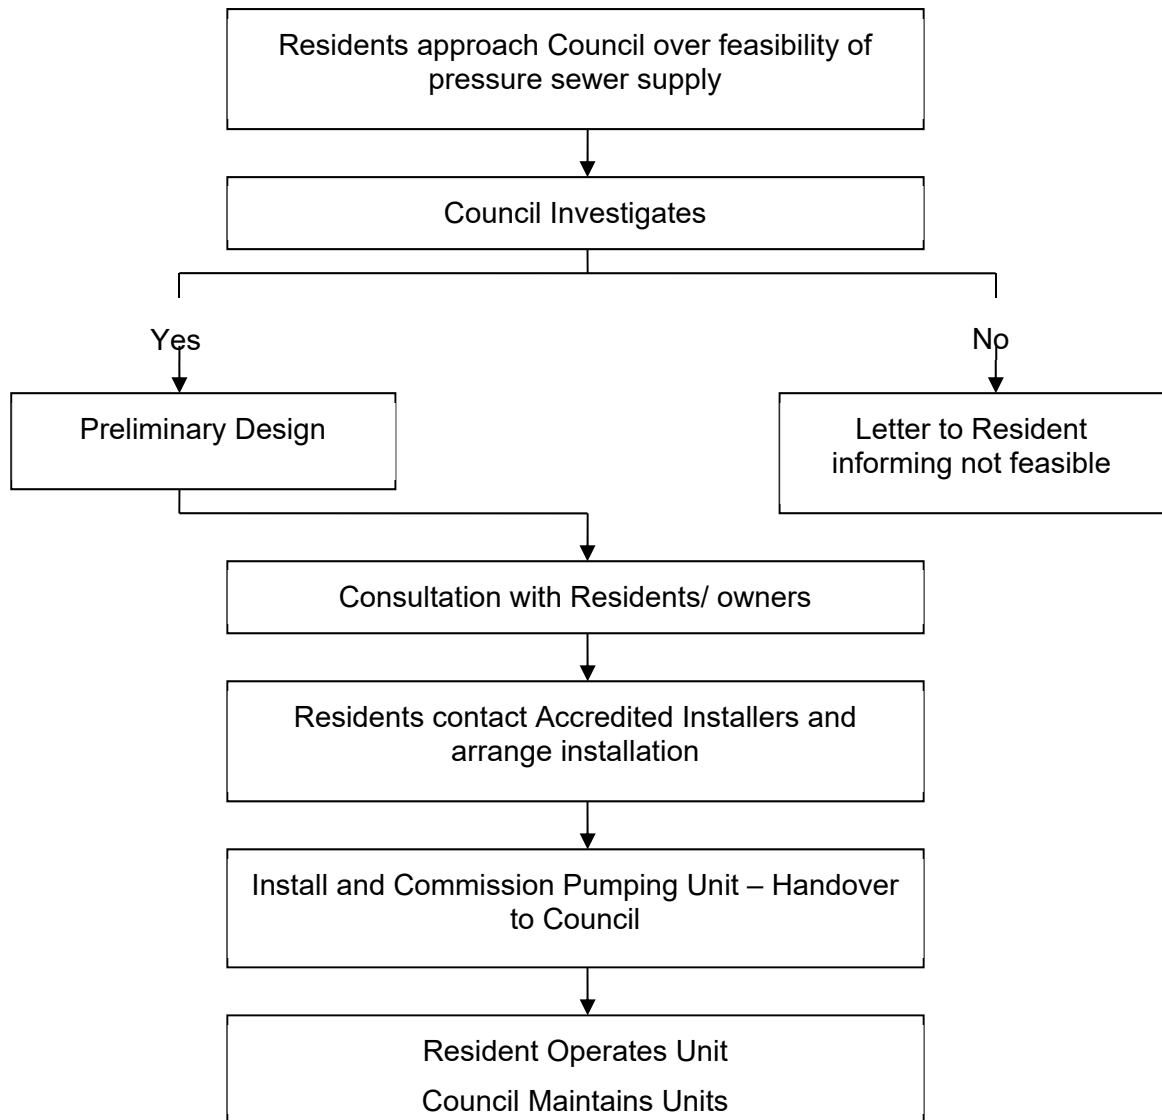 Residents approach Council over feasibility of
pressure sewer supply
Council Investigates
Yes
No
Preliminary Design
Letter to Resident
informing not feasible
Consultation with Residents/ owners
Residents contact Accredited Installers and
arrange installation
Install and Commission Pumping Unit – Handover
to Council
Resident Operates Unit
Council Maintains Units